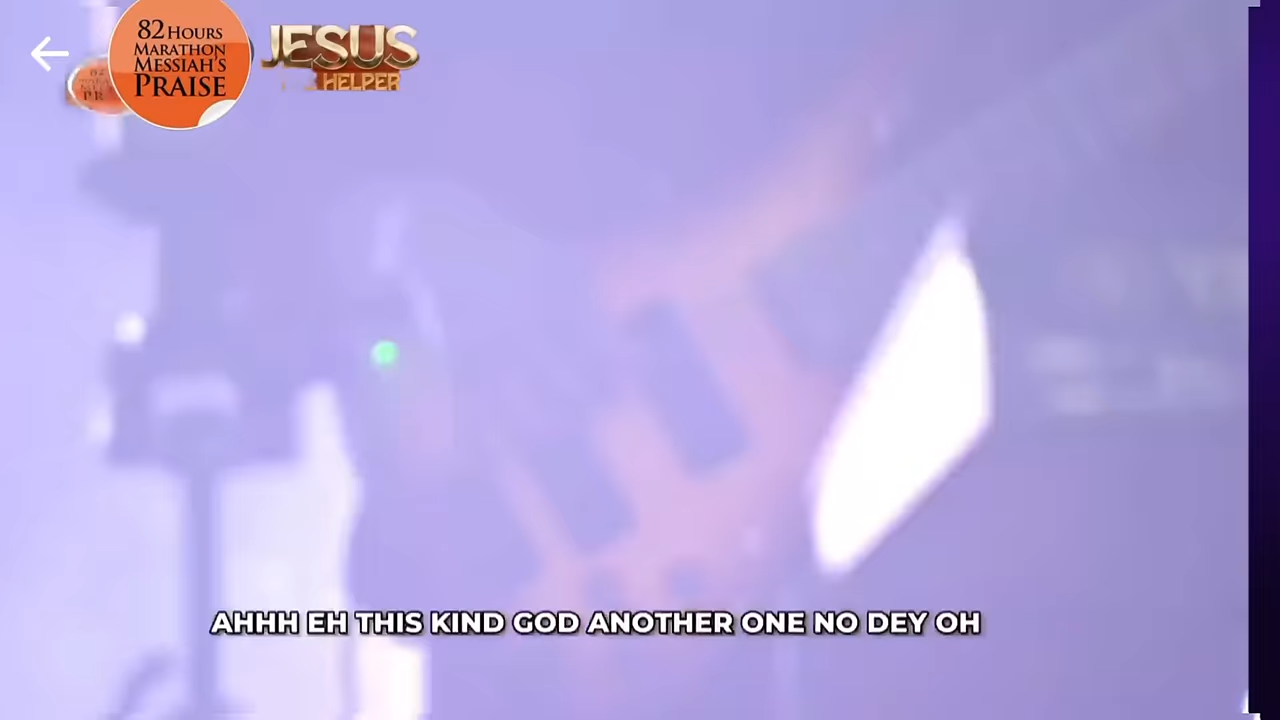 82 HOURS
MARATHON
MESSIAH'S
PRAISE
JESUS
HELPER
AHHH EH THIS KIND GOD ANOTHER ONE NO DEY OH